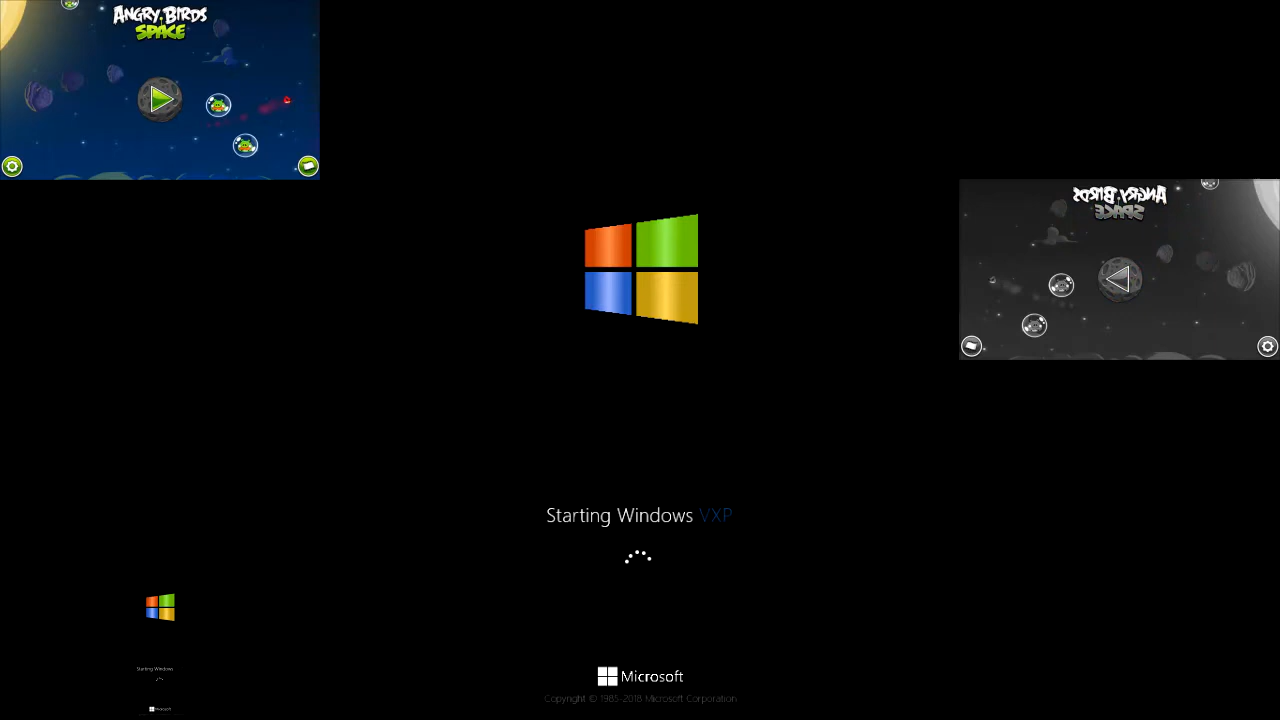 ANGRY BIRDS
SPACE
ANGRY BIRDS
SPACE
Starting Windows VXP
Starting Windows
Microsoft
Copyright © 1985-2018 Microsoft Corporation
Microsoft